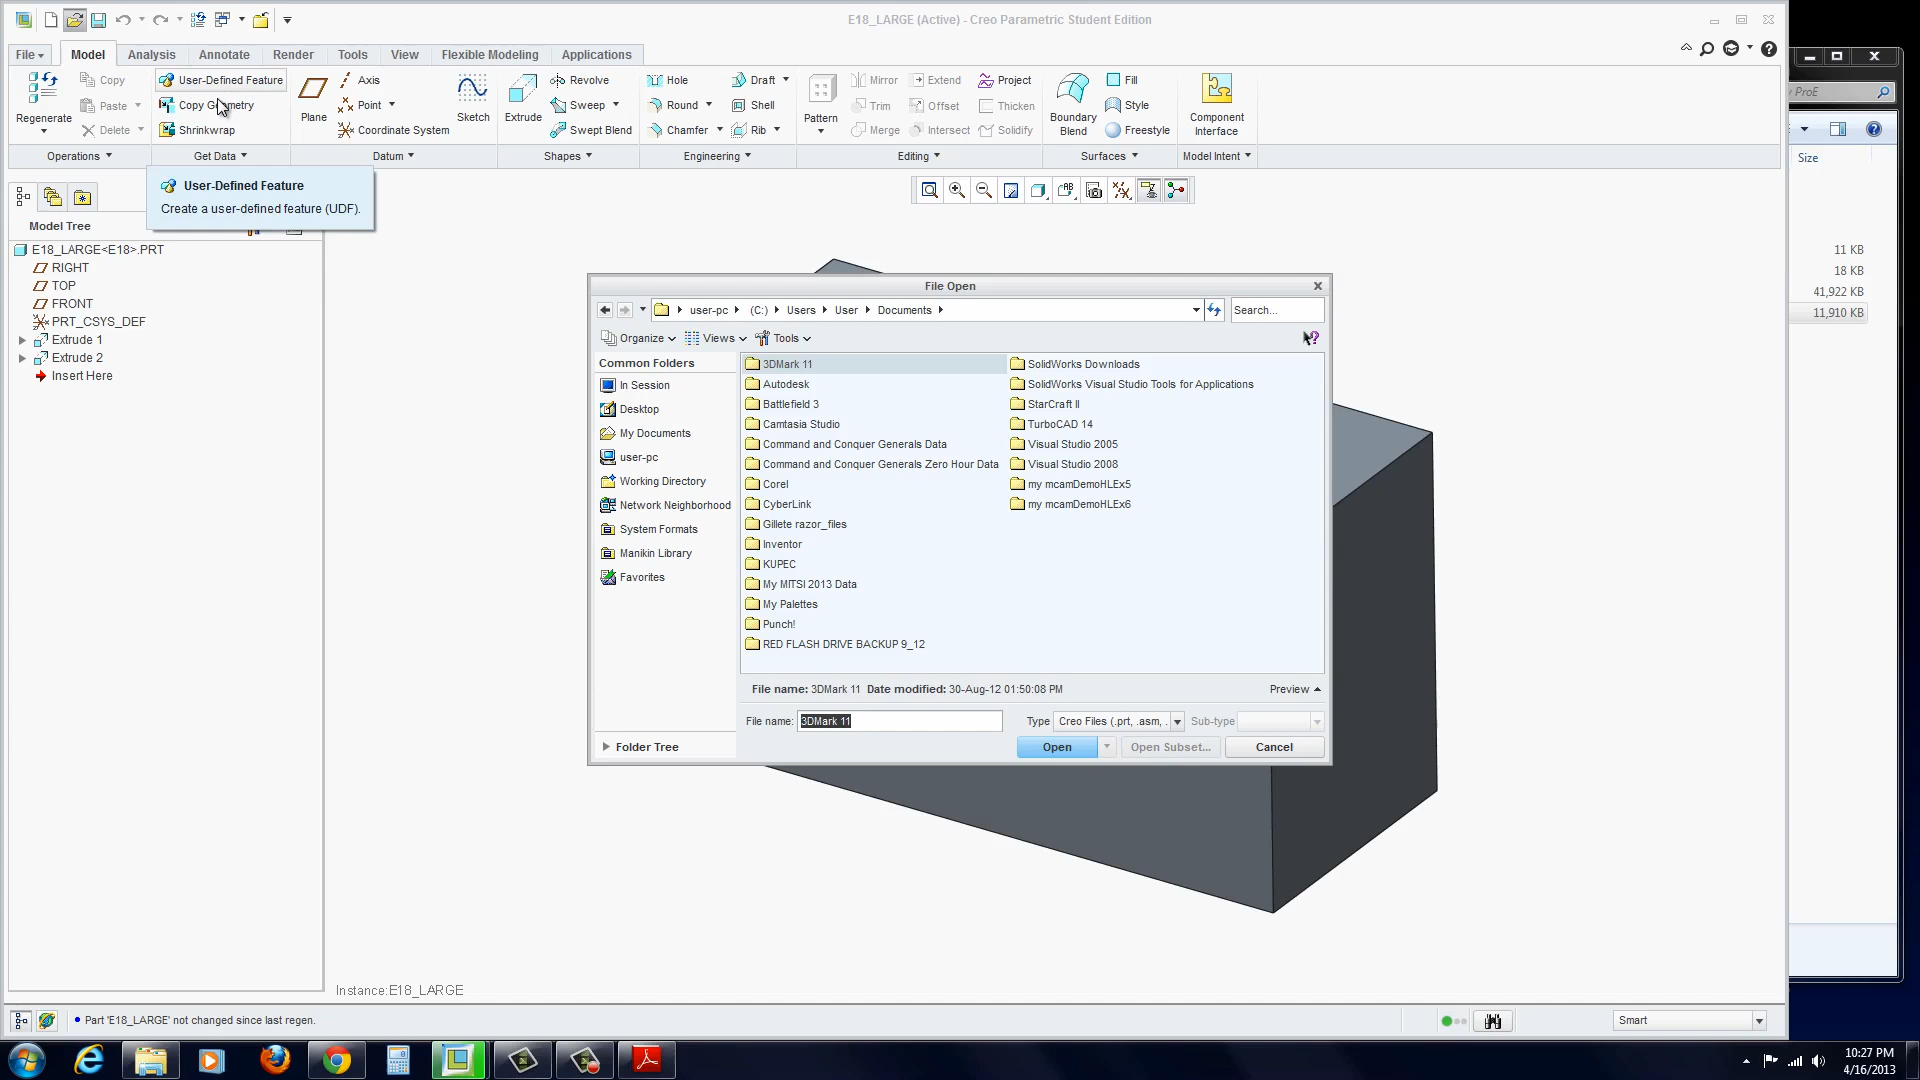 E18_LARGE (Active) - Creo Parametric Student Edition
File Model Analysis Annotate Render Tools View Flexible Modeling Applications
Regenerate
Copy
Paste
Delete
User-Defined Feature
Copy Geometry
Shrinkwrap
Plane
Axis
Point
Coordinate System
Sketch
Extrude
Revolve
Sweep
Swept Blend
Hole
Round
Chamfer
Draft
Shell
Rib
Pattern
Mirror
Trim
Merge
Extend
Offset
Intersect
Project
Thicken
Solidify
Boundary
Blend
Fill
Style
Freestyle
Component
Interface
Operations Get Data Datum Shapes Engineering Editing Surfaces Model Intent
User-Defined Feature
Create a user-defined feature (UDF).
Model Tree
E18_LARGE<E18>.PRT
RIGHT
TOP
FRONT
PRT_CSYS_DEF
Extrude 1
Extrude 2
Insert Here
File Open
user-pc (C:) Users User Documents
Search...
Organize Views Tools
Common Folders
In Session
Desktop
My Documents
user-pc
Working Directory
Network Neighborhood
System Formats
Manikin Library
Favorites
Folder Tree
3DMark 11
Autodesk
Battlefield 3
Camtasia Studio
Command and Conquer Generals Data
Command and Conquer Generals Zero Hour Data
Corel
CyberLink
Gillete razor_files
Inventor
KUPEC
My MITSI 2013 Data
My Palettes
Punch!
RED FLASH DRIVE BACKUP 9_12
SolidWorks Downloads
SolidWorks Visual Studio Tools for Applications
StarCraft II
TurboCAD 14
Visual Studio 2005
Visual Studio 2008
my mcamDemoHLEx5
my mcamDemoHLEx6
File name: 3DMark 11 Date modified: 30-Aug-12 01:50:08 PM
Preview
File name: 3DMark 11
Type Creo Files (.prt, .asm, . Sub-type
Open Open Subset... Cancel
ProE
Size
11 KB
18 KB
41,922 KB
11,910 KB
Instance:E18_LARGE
Part 'E18_LARGE' not changed since last regen.
Smart
10:27 PM
4/16/2013